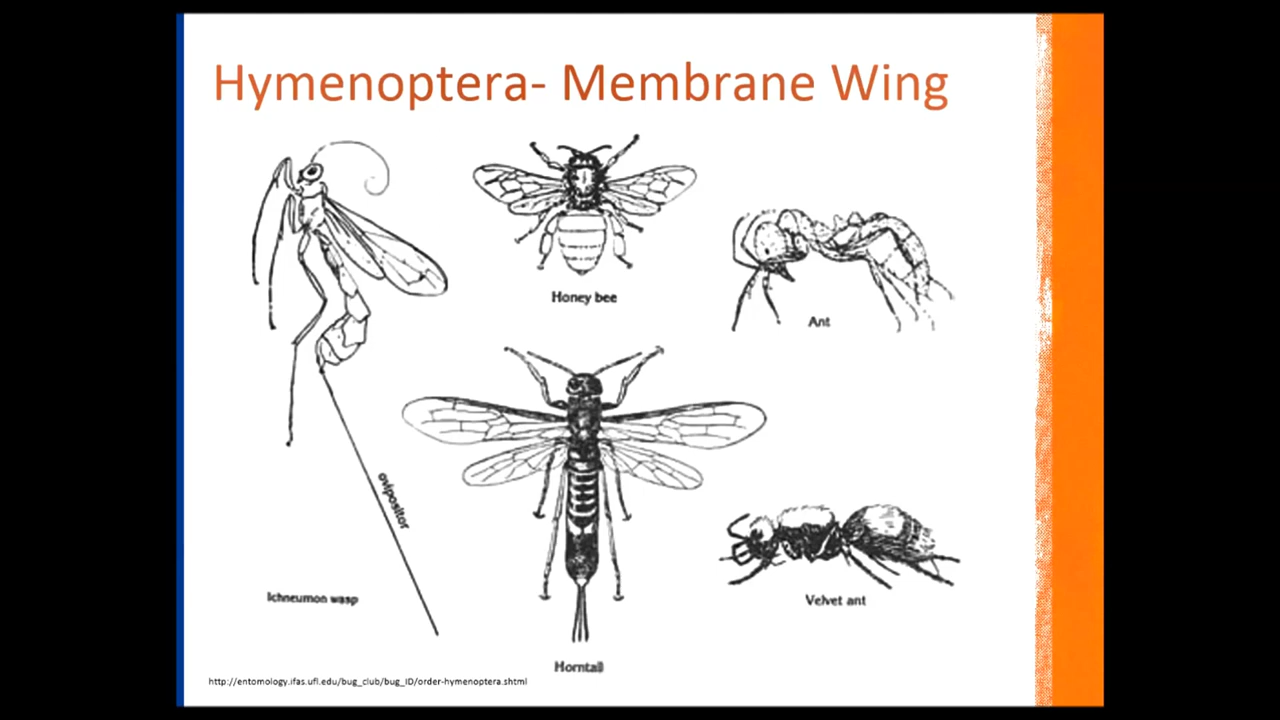 Hymenoptera- Membrane Wing
Honey bee
Ant
ovipositor
Ichneumon wasp
Velvet ant
Horntail
http://entomology.ifas.ufl.edu/bug_club/bug_ID/order-hymenoptera.shtml